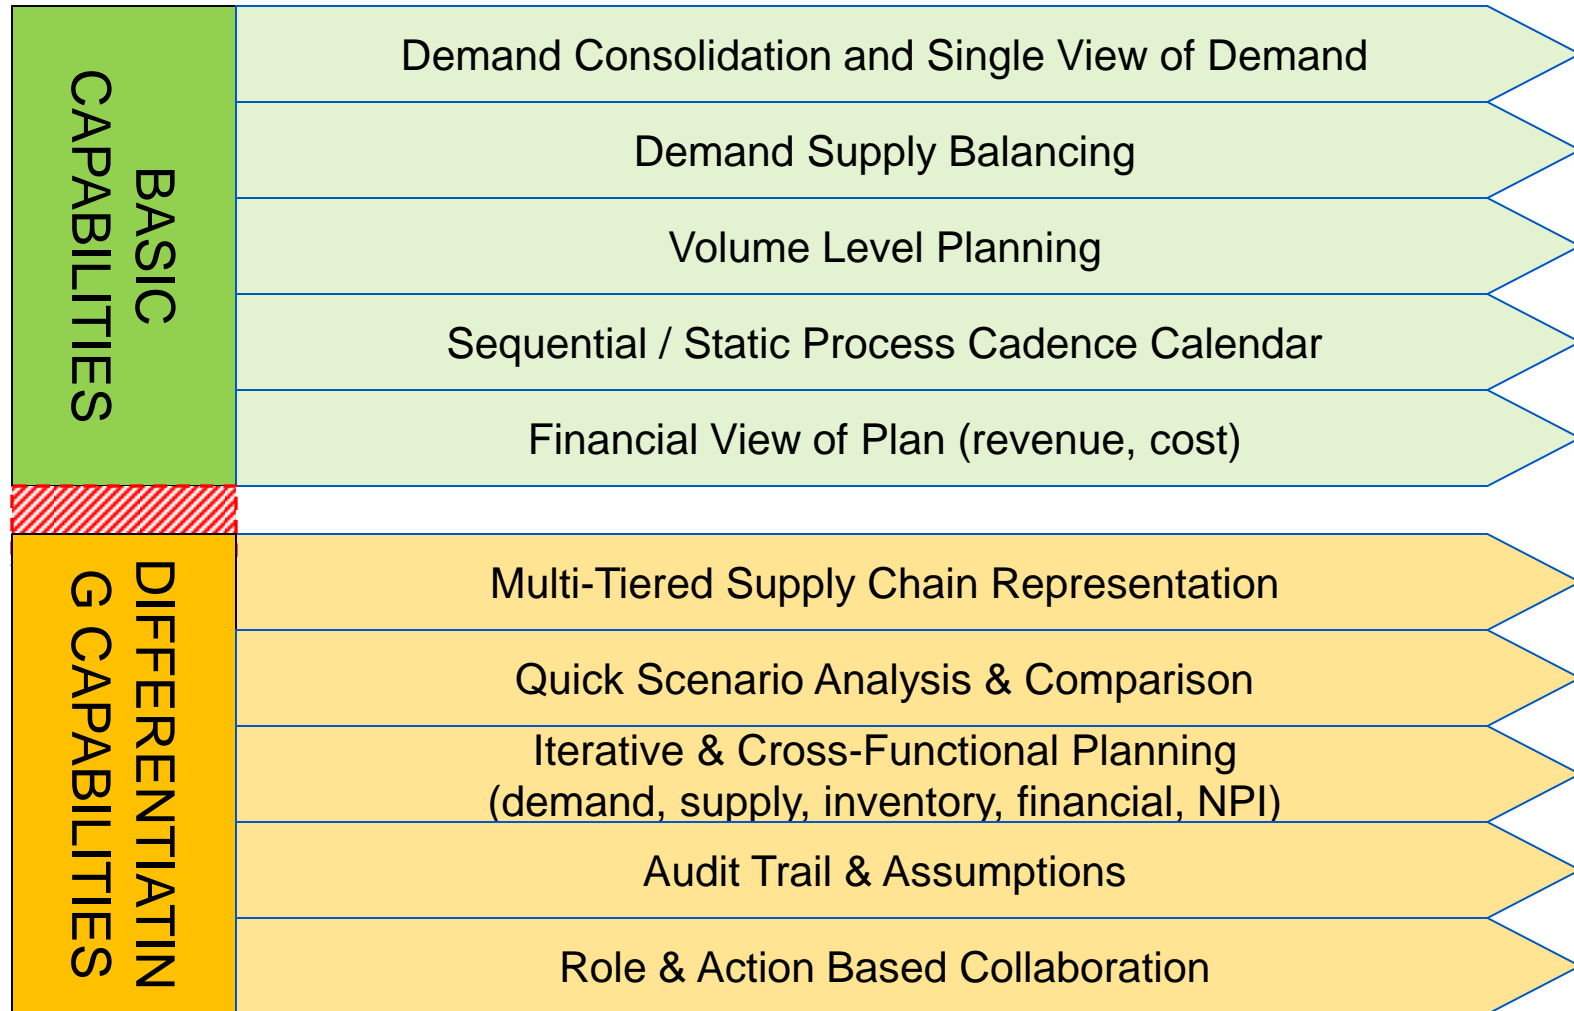 BASIC
CAPABILITIES
Demand Consolidation and Single View of Demand
Demand Supply Balancing
Volume Level Planning
Sequential / Static Process Cadence Calendar
Financial View of Plan (revenue, cost)
DIFFERENTIATIN
G CAPABILITIES
Multi-Tiered Supply Chain Representation
Quick Scenario Analysis & Comparison
Iterative & Cross-Functional Planning
(demand, supply, inventory, financial, NPI)
Audit Trail & Assumptions
Role & Action Based Collaboration